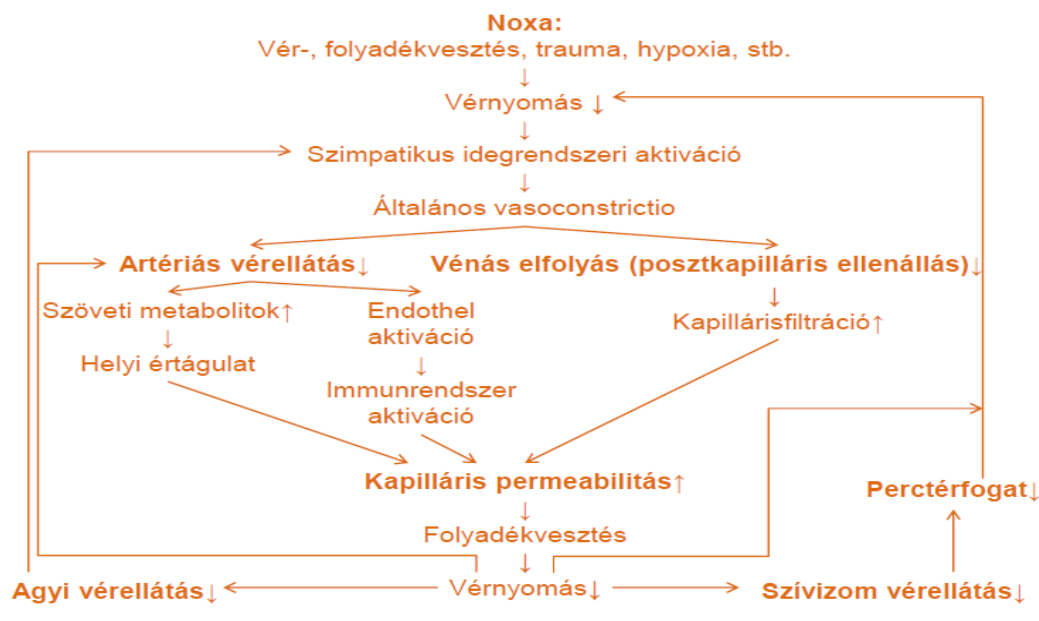 Noxa:
Vér-, folyadékvesztés, trauma, hypoxia, stb.
↓
Vérnyomás ↓
↓
Szimpatikus idegrendszeri aktiváció
↓
Általános vasoconstrictio
Artériás vérellátás↓
Vénás elfolyás (posztkapilláris ellenállás)↓
Szöveti metabolitok↑
↓
Helyi értágulat
Endothel
aktiváció
↓
Immunrendszer
aktiváció
↓
Kapillárisfiltráció↑
Kapilláris permeabilitás↑
↓
Folyadékvesztés
↓
Vérnyomás↓
Agyi vérellátás↓
Szívizom vérellátás↓
Perctérfogat↓